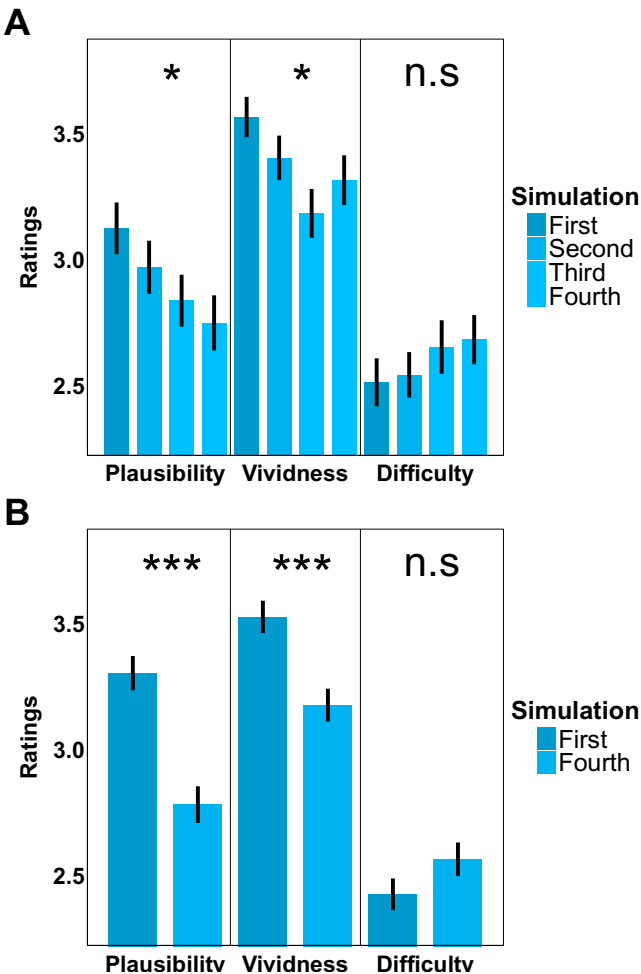 A
* * n.s
3.5
3.0
2.5
Ratings
Plausibility Vividness Difficulty
Simulation
First
Second
Third
Fourth
B
*** *** n.s
3.5
3.0
2.5
Ratings
Plausibility Vividness Difficulty
Simulation
First
Fourth